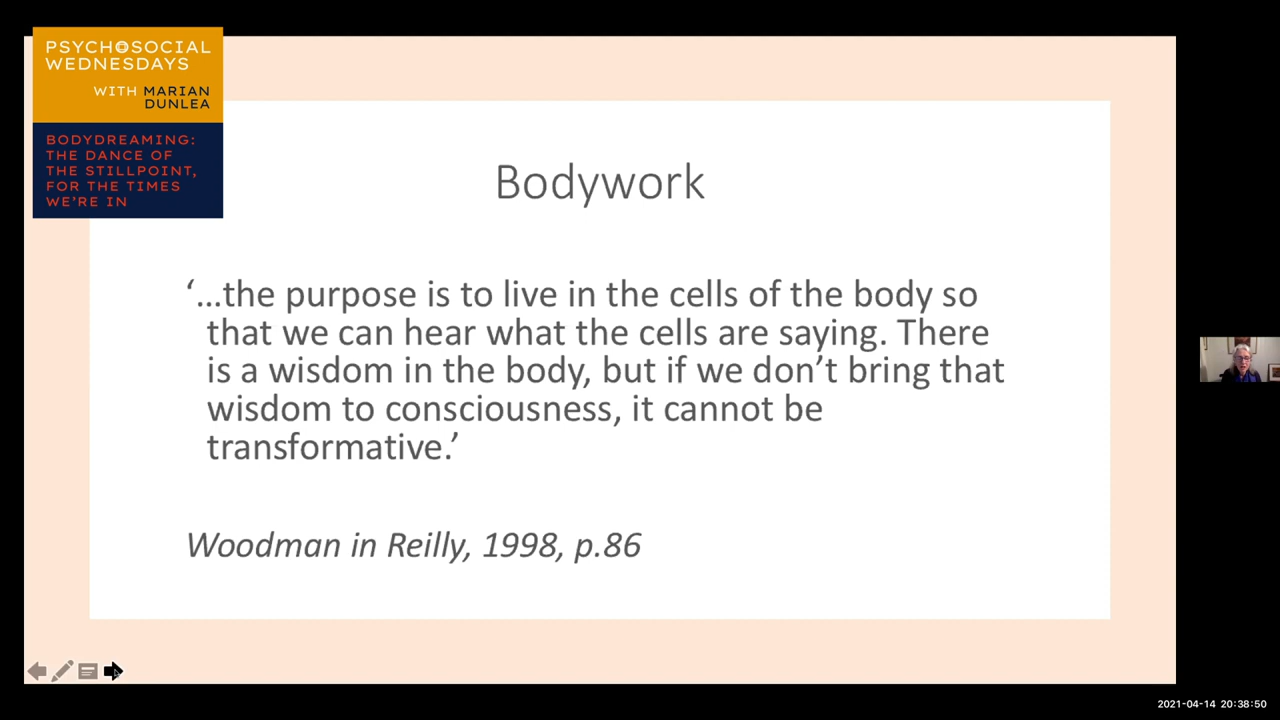 PSYCHOSOCIAL
WEDNESDAYS
WITH MARIAN
DUNLEA
BODYDREAMING:
THE DANCE OF
THE STILLPOINT,
FOR THE TIMES
WE'RE IN
Bodywork
‘…the purpose is to live in the cells of the body so
that we can hear what the cells are saying. There
is a wisdom in the body, but if we don’t bring that
wisdom to consciousness, it cannot be
transformative.’
Woodman in Reilly, 1998, p.86
2021-04-14 20:38:50